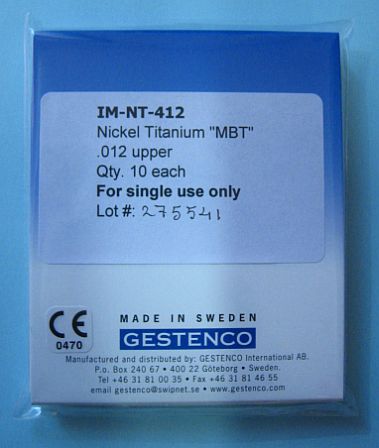 IM-NT-412
Nickel Titanium "MBT"
.012 upper
Qty. 10 each
For single use only
Lot #: 275541
MADE IN SWEDEN
CE
0470
GESTENCO
Manufactured and distributed by: GESTENCO International AB.
P.o. Box 240 67 • 400 22 Göteborg • Sweden.
Tel +46 31 81 00 35 • Fax +46 31 81 46 55
email gestenco@swipnet.se • www.gestenco.com